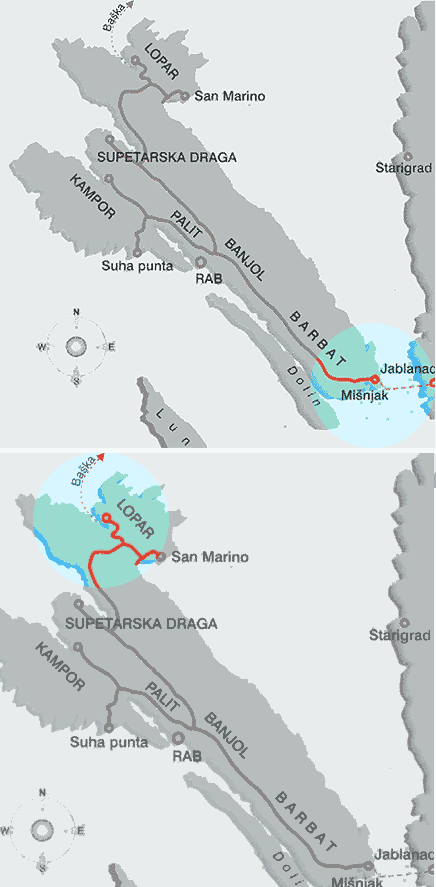 Baška
LOPAR
San Marino
SUPETARSKA DRAGA
Starigrad
KAMPOR
PALIT
BANJOL
Suha punta
RAB
N
W E
S
BARBAT
Dolin
Jablanac
Mišnjak
Lun
Baška
LOPAR
San Marino
SUPETARSKA DRAGA
Starigrad
KAMPOR
PALIT
BANJOL
Suha punta
RAB
N
W E
S
BARBAT
Jablanac
Doli
Mišnjak